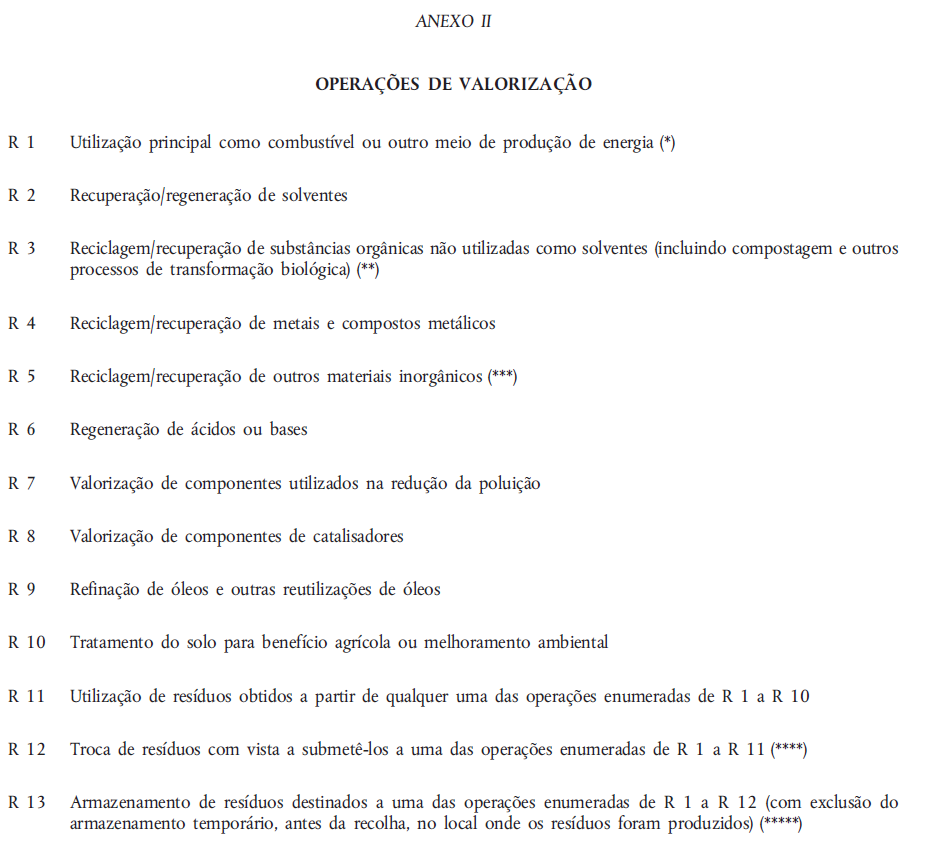 ANEXO II
OPERAÇÕES DE VALORIZAÇÃO
R 1 Utilização principal como combustível ou outro meio de produção de energia (*)
R 2 Recuperação/regeneração de solventes
R 3 Reciclagem/recuperação de substâncias orgânicas não utilizadas como solventes (incluindo compostagem e outros
processos de transformação biológica) (**)
R 4 Reciclagem/recuperação de metais e compostos metálicos
R 5 Reciclagem/recuperação de outros materiais inorgânicos (***)
R 6 Regeneração de ácidos ou bases
R 7 Valorização de componentes utilizados na redução da poluição
R 8 Valorização de componentes de catalisadores
R 9 Refinação de óleos e outras reutilizações de óleos
R 10 Tratamento do solo para benefício agrícola ou melhoramento ambiental
R 11 Utilização de resíduos obtidos a partir de qualquer uma das operações enumeradas de R 1 a R 10
R 12 Troca de resíduos com vista a submetê-los a uma das operações enumeradas de R 1 a R 11 (****)
R 13 Armazenamento de resíduos destinados a uma das operações enumeradas de R 1 a R 12 (com exclusão do
armazenamento temporário, antes da recolha, no local onde os resíduos foram produzidos) (*****)